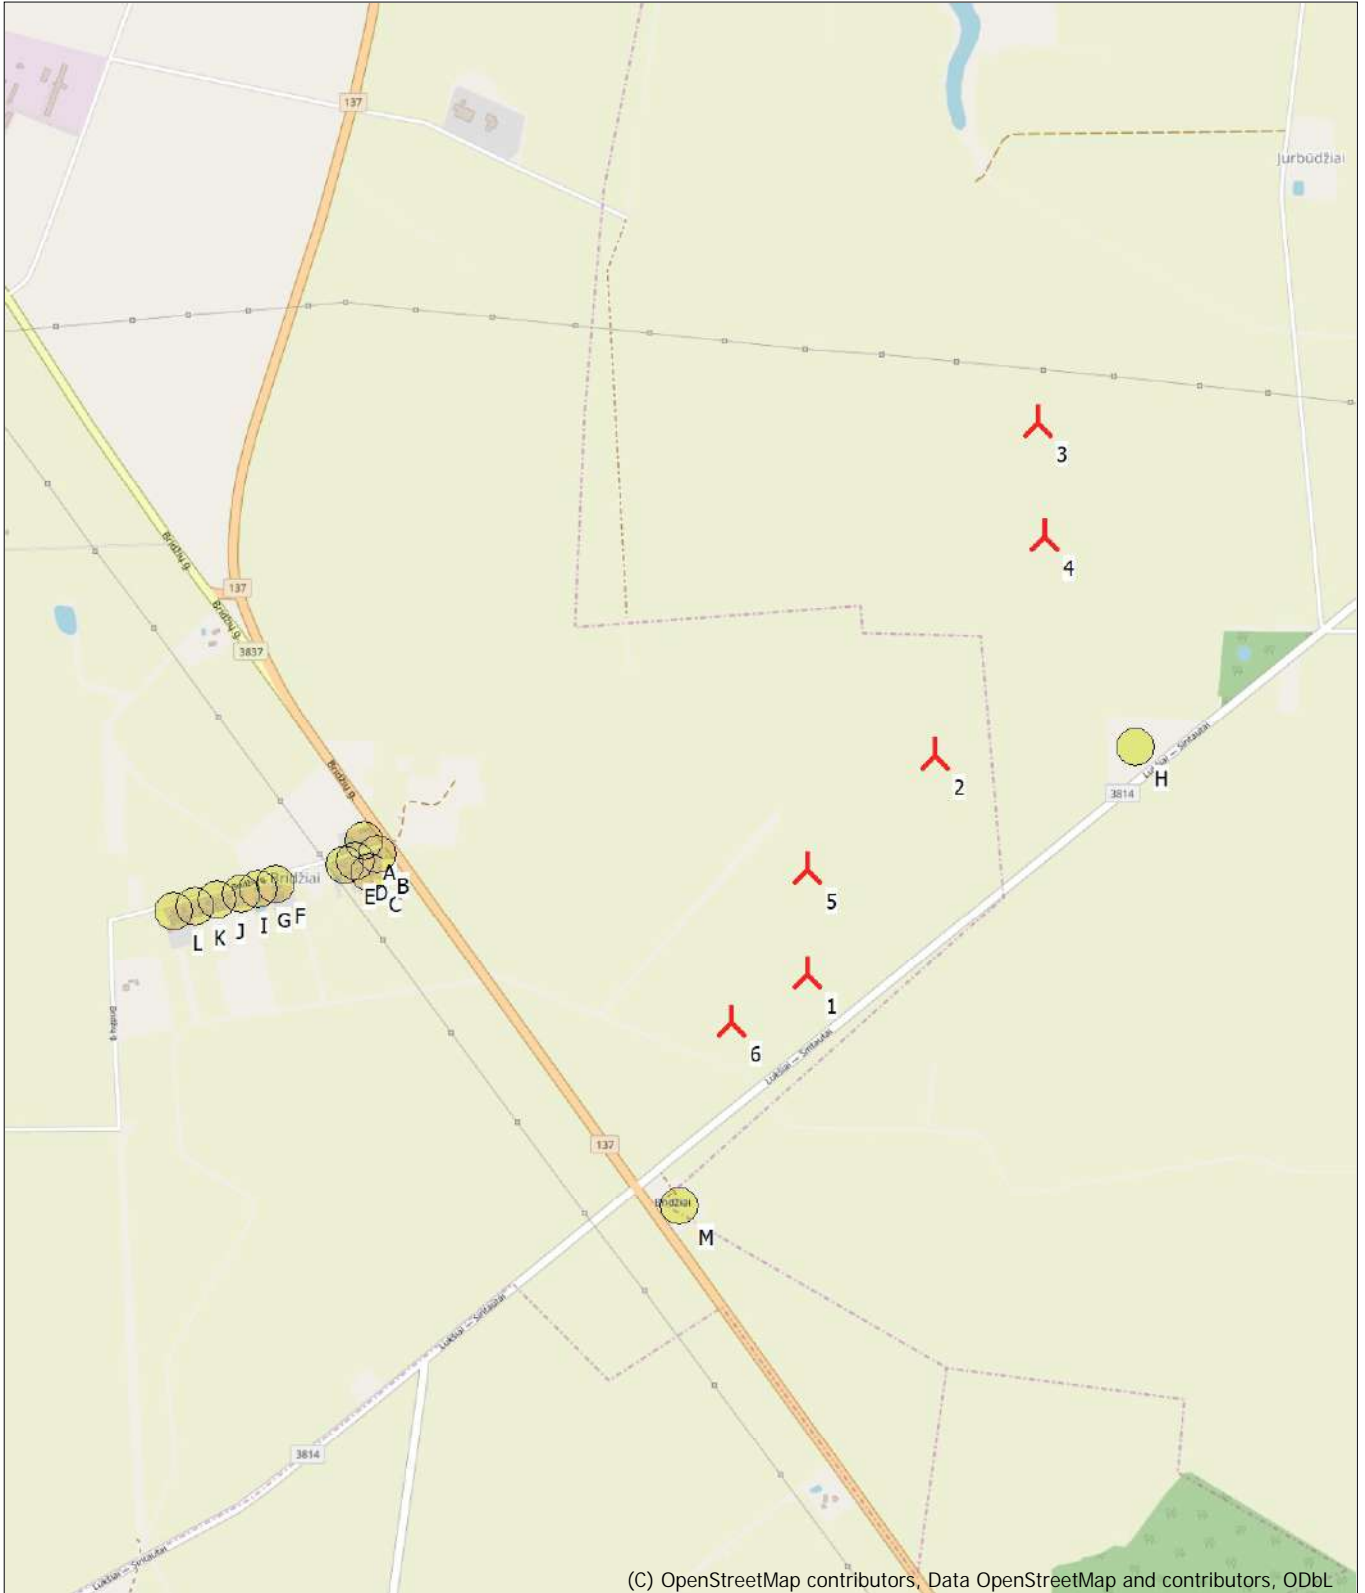 137
Jurbūdžiai
3
Bridžių g.
4
137
Bridžių g.
3837
Lukšiai — Sintautai
2
H
3814
Bridžių g.
A
B
E
D
C
Bridžiai
5
L
K
J
I
G
F
1
Bridžių g.
6
Lukšiai — Sintautai
137
Bridžiai
M
Lukšiai — Sintautai
3814
Lukšiai — Sintautai
(C) OpenStreetMap contributors, Data OpenStreetMap and contributors, ODbL